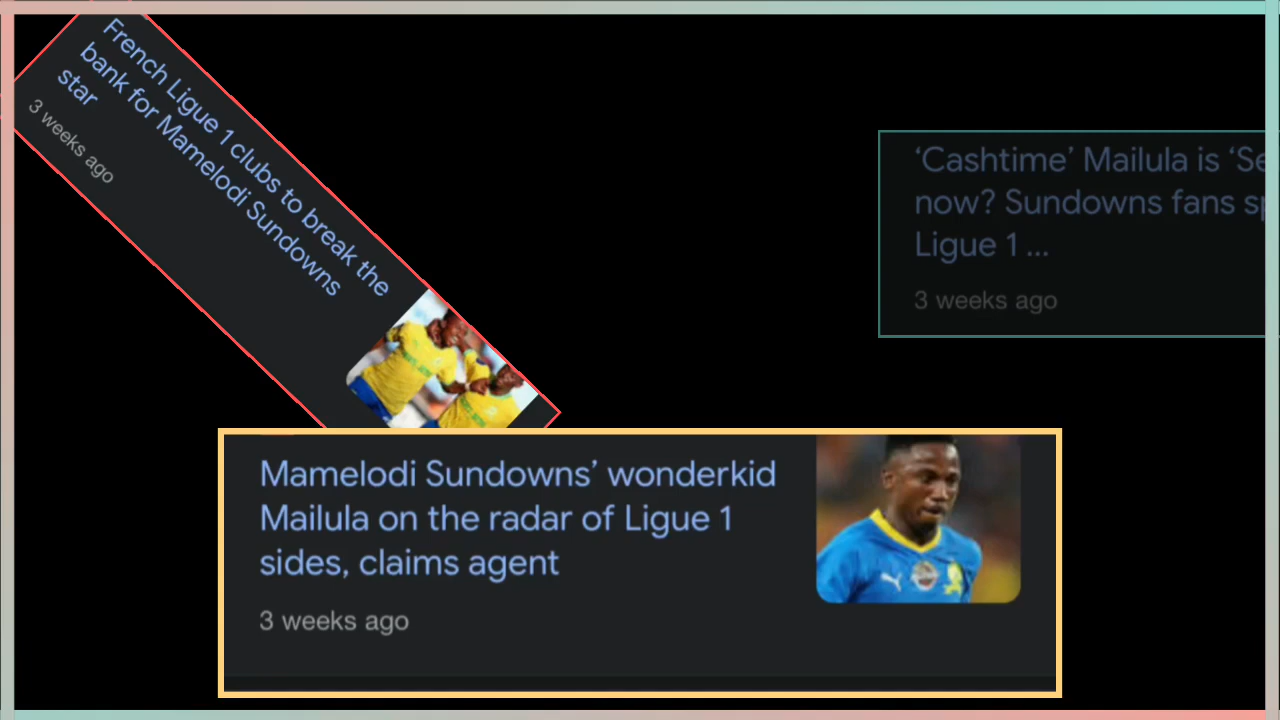 French Ligue 1 clubs to break the
bank for Mamelodi Sundowns
star
3 weeks ago
‘Cashtime’ Mailula is ‘Se
now? Sundowns fans sp
Ligue 1 ...
3 weeks ago
Mamelodi Sundowns’ wonderkid
Mailula on the radar of Ligue 1
sides, claims agent
3 weeks ago